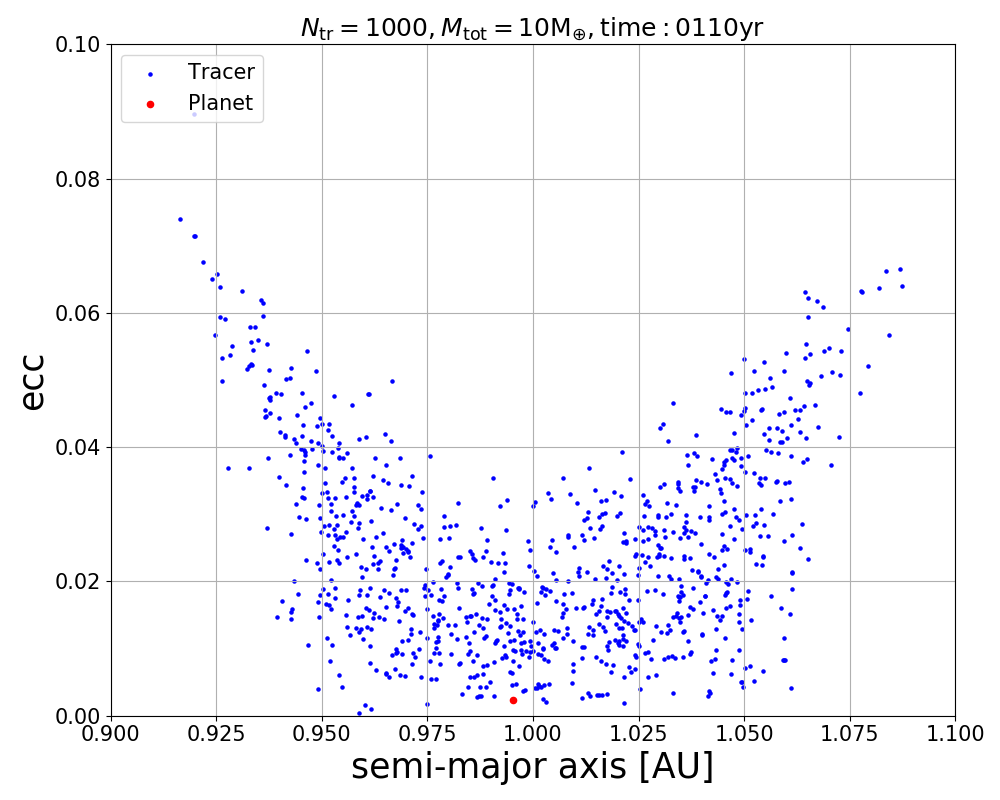 N_tr = 1000, M_tot = 10M_⊕, time : 0110yr
Tracer
Planet
ecc
0.10
0.08
0.06
0.04
0.02
0.00
0.900 0.925 0.950 0.975 1.000 1.025 1.050 1.075 1.100
semi-major axis [AU]